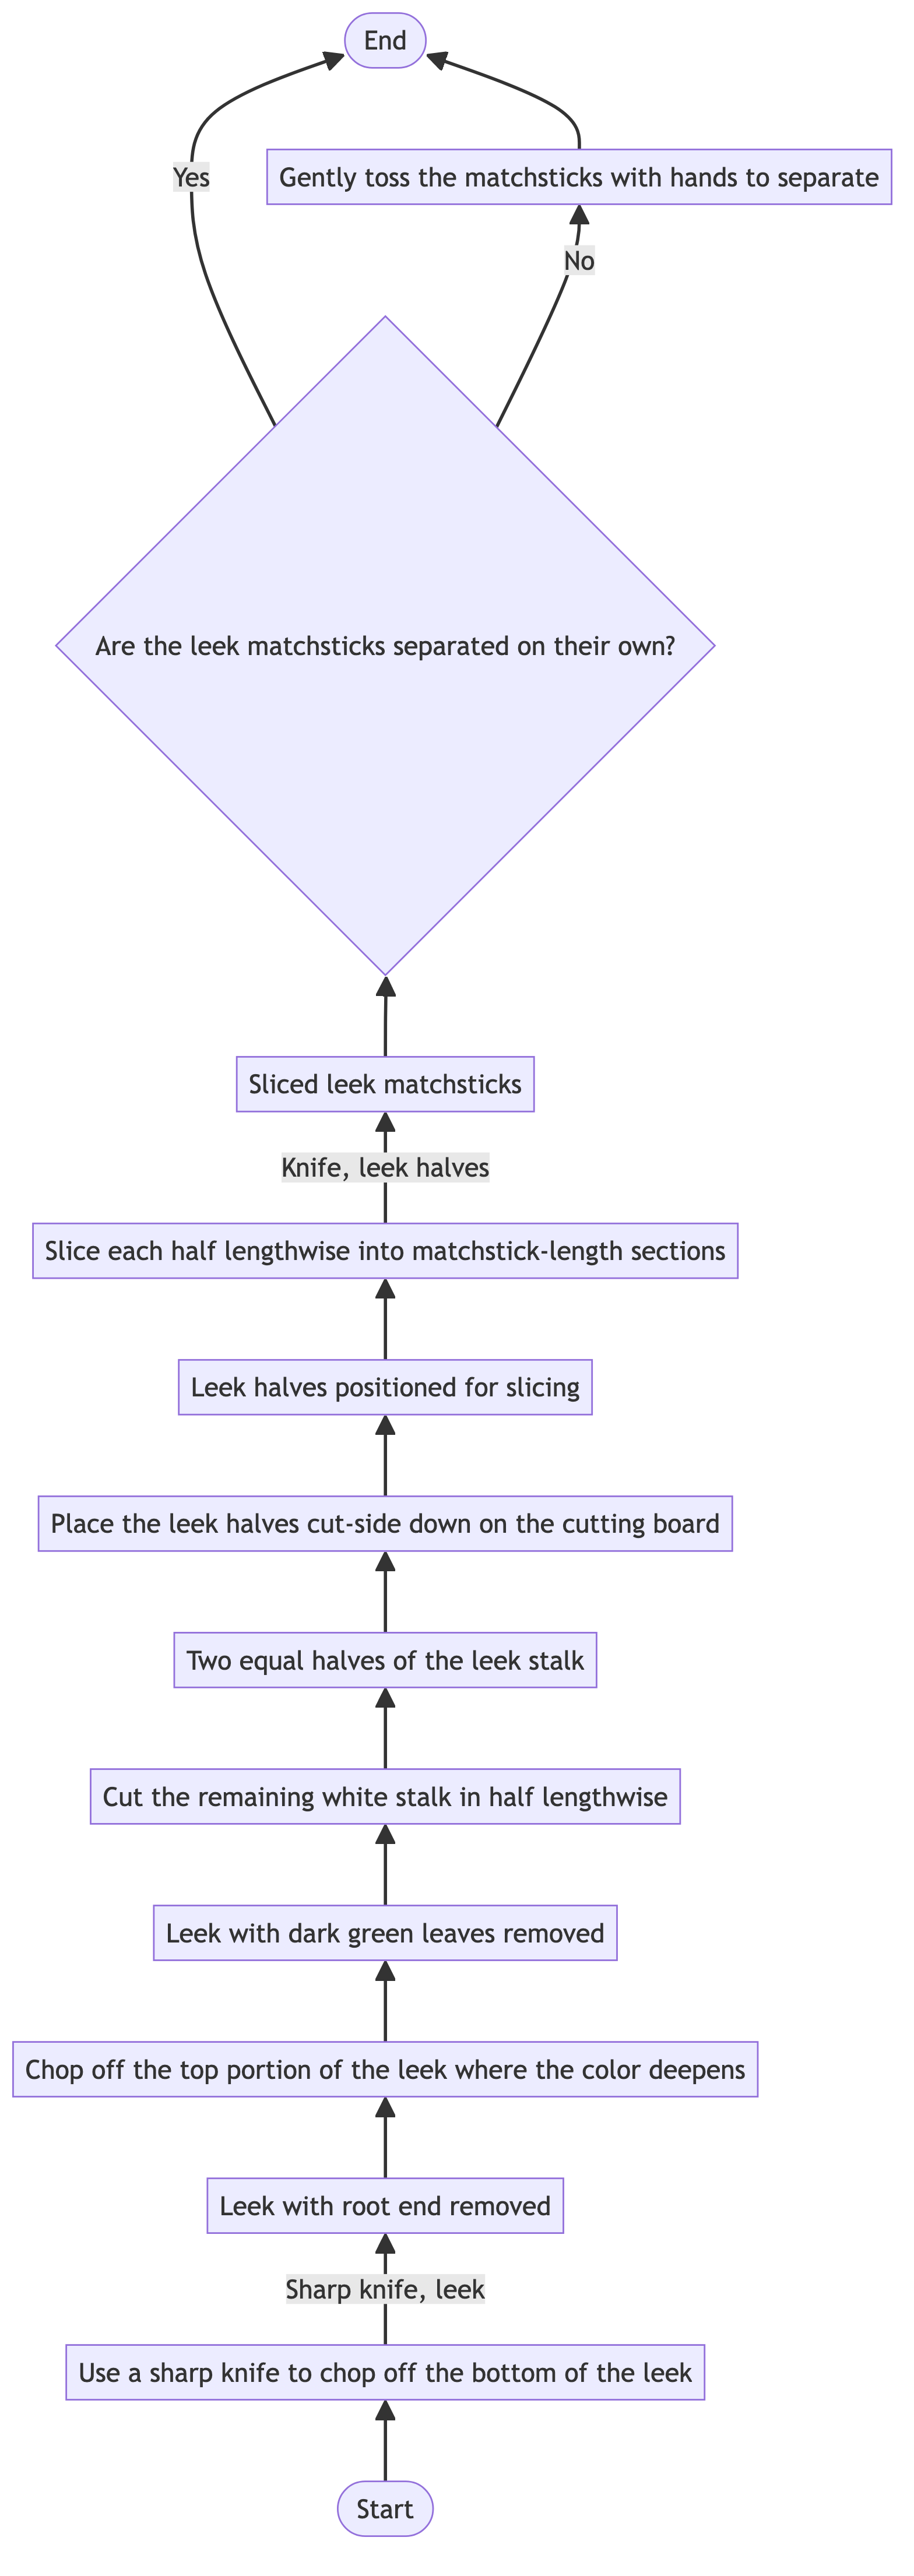 End
Yes
Gently toss the matchsticks with hands to separate
No
Are the leek matchsticks separated on their own?
Sliced leek matchsticks
Knife, leek halves
Slice each half lengthwise into matchstick-length sections
Leek halves positioned for slicing
Place the leek halves cut-side down on the cutting board
Two equal halves of the leek stalk
Cut the remaining white stalk in half lengthwise
Leek with dark green leaves removed
Chop off the top portion of the leek where the color deepens
Leek with root end removed
Sharp knife, leek
Use a sharp knife to chop off the bottom of the leek
Start